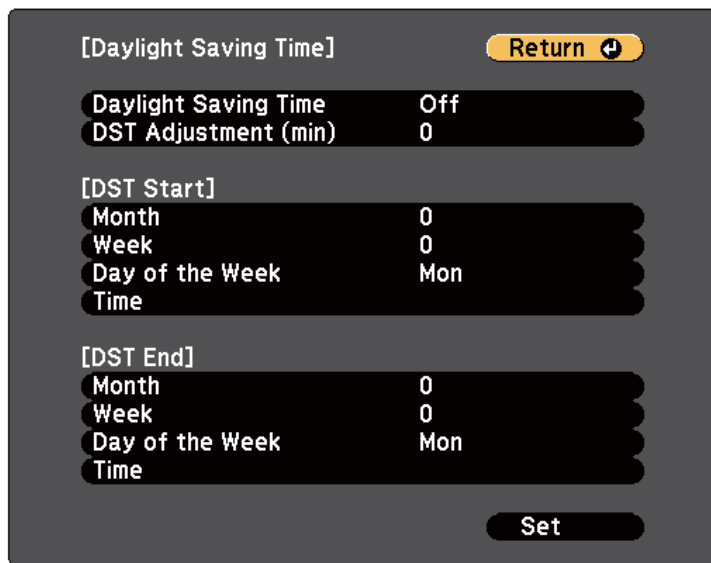 [Daylight Saving Time] Return
Daylight Saving Time Off
DST Adjustment (min) 0
[DST Start]
Month 0
Week 0
Day of the Week Mon
Time
[DST End]
Month 0
Week 0
Day of the Week Mon
Time
Set